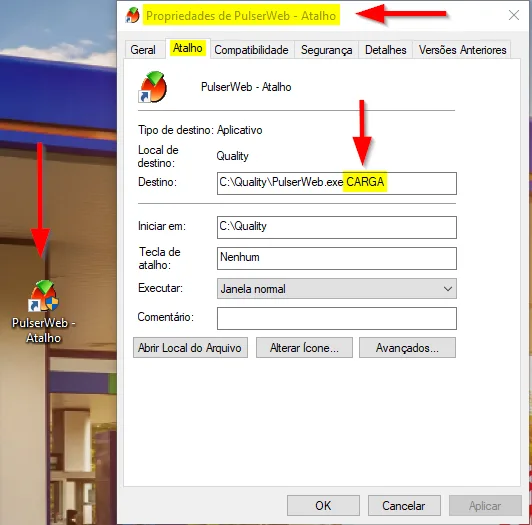 Propriedades de PulserWeb - Atalho
Geral Atalho Compatibilidade Segurança Detalhes Versões Anteriores
PulserWeb - Atalho
Tipo de destino: Aplicativo
Local de
destino: Quality
Destino: C:\Quality\PulserWeb.exe CARGA
Iniciar em: C:\Quality
Tecla de
atalho: Nenhum
Executar: Janela normal
Comentário:
Abrir Local do Arquivo Alterar Ícone... Avançados...
OK Cancelar Aplicar
PulserWeb -
Atalho